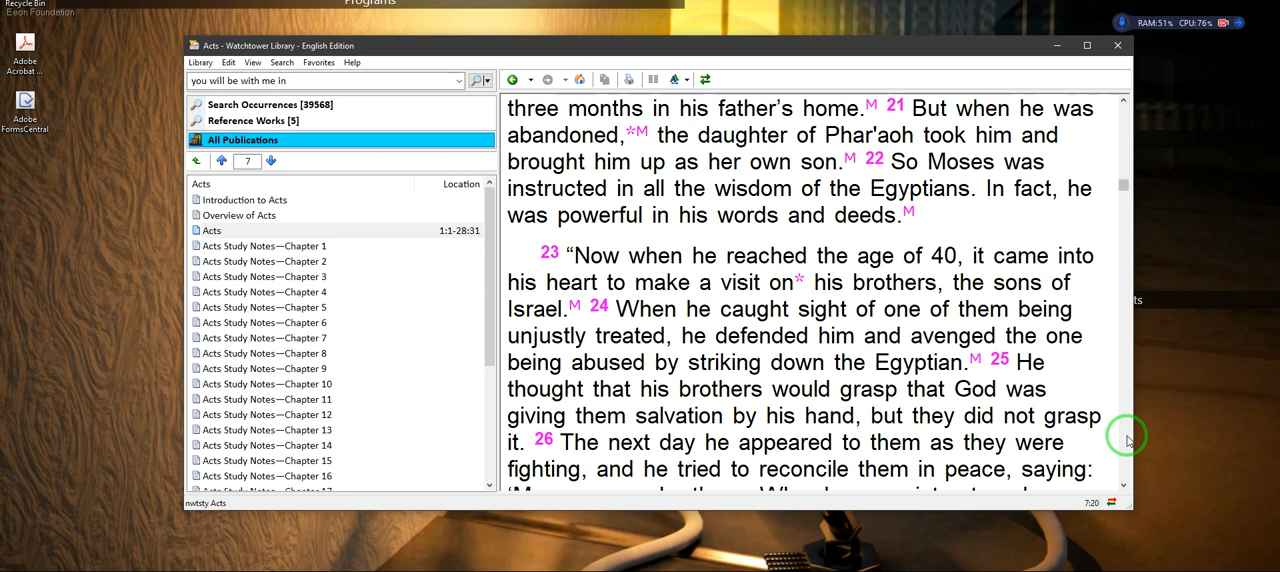 Programs
Recycle Bin
Eeon Foundation
RAM:51% CPU:76%
Adobe
Acrobat ...
Adobe
FormsCentral
Acts - Watchtower Library - English Edition
Library Edit View Search Favorites Help
you will be with me in
Search Occurrences [39568]
Reference Works [5]
All Publications
7
Acts Location
Introduction to Acts
Overview of Acts
Acts 1:1-28:31
Acts Study Notes—Chapter 1
Acts Study Notes—Chapter 2
Acts Study Notes—Chapter 3
Acts Study Notes—Chapter 4
Acts Study Notes—Chapter 5
Acts Study Notes—Chapter 6
Acts Study Notes—Chapter 7
Acts Study Notes—Chapter 8
Acts Study Notes—Chapter 9
Acts Study Notes—Chapter 10
Acts Study Notes—Chapter 11
Acts Study Notes—Chapter 12
Acts Study Notes—Chapter 13
Acts Study Notes—Chapter 14
Acts Study Notes—Chapter 15
Acts Study Notes—Chapter 16
Acts Study Notes—Chapter 17
three months in his father’s home.M 21 But when he was
abandoned,*M the daughter of Phar'aoh took him and
brought him up as her own son.M 22 So Moses was
instructed in all the wisdom of the Egyptians. In fact, he
was powerful in his words and deeds.M
23 “Now when he reached the age of 40, it came into
his heart to make a visit on* his brothers, the sons of
Israel.M 24 When he caught sight of one of them being
unjustly treated, he defended him and avenged the one
being abused by striking down the Egyptian.M 25 He
thought that his brothers would grasp that God was
giving them salvation by his hand, but they did not grasp
it. 26 The next day he appeared to them as they were
fighting, and he tried to reconcile them in peace, saying:
nwtsty Acts 7:20
ts